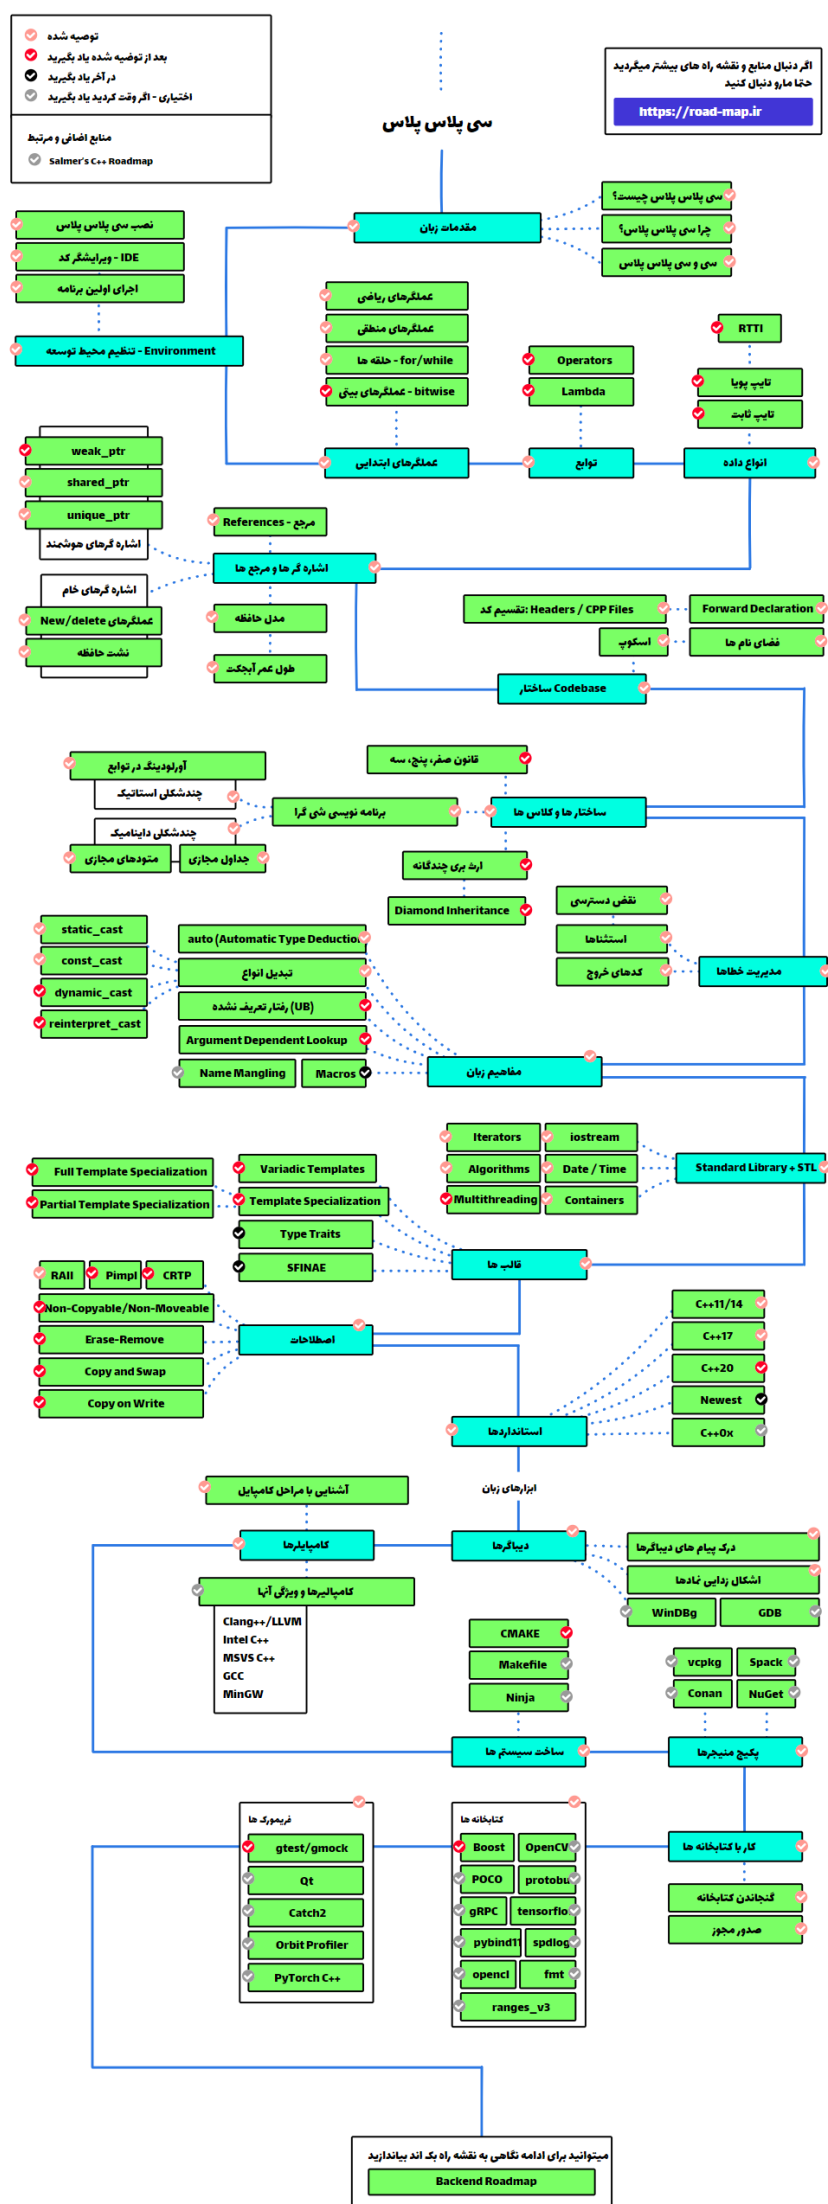 توصیه شده
بعد از توضیه شده یاد بگیرید
در آخر یاد بگیرید
اختیاری - اگر وقت کردید یاد بگیرید
منابع اضافی و مرتبط
Salmer's C++ Roadmap
اگر دنبال منابع و نقشه راه های بیشتر میگردید
حتما مارو دنبال کنید
https://road-map.ir
سی پلاس پلاس
مقدمات زبان
سی پلاس پلاس چیست؟
چرا سی پلاس پلاس؟
سی و سی پلاس پلاس
نصب سی پلاس پلاس
IDE - ویرایشگر کد
اجرای اولین برنامه
Environment - تنظیم محیط توسعه
عملگرهای ریاضی
عملگرهای منطقی
for/while - حلقه ها
bitwise - عملگرهای بیتی
عملگرهای ابتدایی
Operators
Lambda
توابع
RTTI
تایپ پویا
تایپ ثابت
انواع داده
weak_ptr
shared_ptr
unique_ptr
اشاره گرهای هوشمند
اشاره گرهای خام
New/delete عملگرهای
نشت حافظه
References - مرجع
اشاره گر ها و مرجع ها
مدل حافظه
طول عمر آبجکت
تقسیم کد: Headers / CPP Files
Forward Declaration
اسکوپ
فضای نام ها
ساختار Codebase
قانون صفر، پنج، سه
ساختار ها و کلاس ها
برنامه نویسی شی گرا
آورلودینگ در توابع
چندشکلی استاتیک
چندشکلی داینامیک
متودهای مجازی
جداول مجازی
ارث بری چندگانه
Diamond Inheritance
نقض دسترسی
استثناها
کدهای خروج
مدیریت خطاها
static_cast
const_cast
dynamic_cast
reinterpret_cast
auto (Automatic Type Deductio
تبدیل انواع
رفتار تعریف نشده (UB)
Argument Dependent Lookup
Name Mangling
Macros
مفاهیم زبان
Iterators
iostream
Algorithms
Date / Time
Multithreading
Containers
Standard Library + STL
Full Template Specialization
Partial Template Specialization
Variadic Templates
Template Specialization
Type Traits
SFINAE
قالب ها
RAII
Pimpl
CRTP
Non-Copyable/Non-Moveable
Erase-Remove
Copy and Swap
Copy on Write
اصطلاحات
C++11/14
C++17
C++20
Newest
C++0x
استانداردها
ابزارهای زبان
آشنایی با مراحل کامپایل
کامپایلرها
کامپالیرها و ویژگی آنها
Clang++/LLVM
Intel C++
MSVS C++
GCC
MinGW
دیباگرها
درک پیام های دیباگرها
اشکال زدایی نمادها
WinDBg
GDB
CMAKE
Makefile
Ninja
ساخت سیستم ها
vcpkg
Spack
Conan
NuGet
پکیج منیجرها
کار با کتابخانه ها
گنجاندن کتابخانه
صدور مجوز
کتابخانه ها
Boost
OpenCV
POCO
protobu
gRPC
tensorflo
pybind11
spdlog
opencl
fmt
ranges_v3
فریمورک ها
gtest/gmock
Qt
Catch2
Orbit Profiler
PyTorch C++
میتوانید برای ادامه نگاهی به نقشه راه بک اند بیاندازید
Backend Roadmap